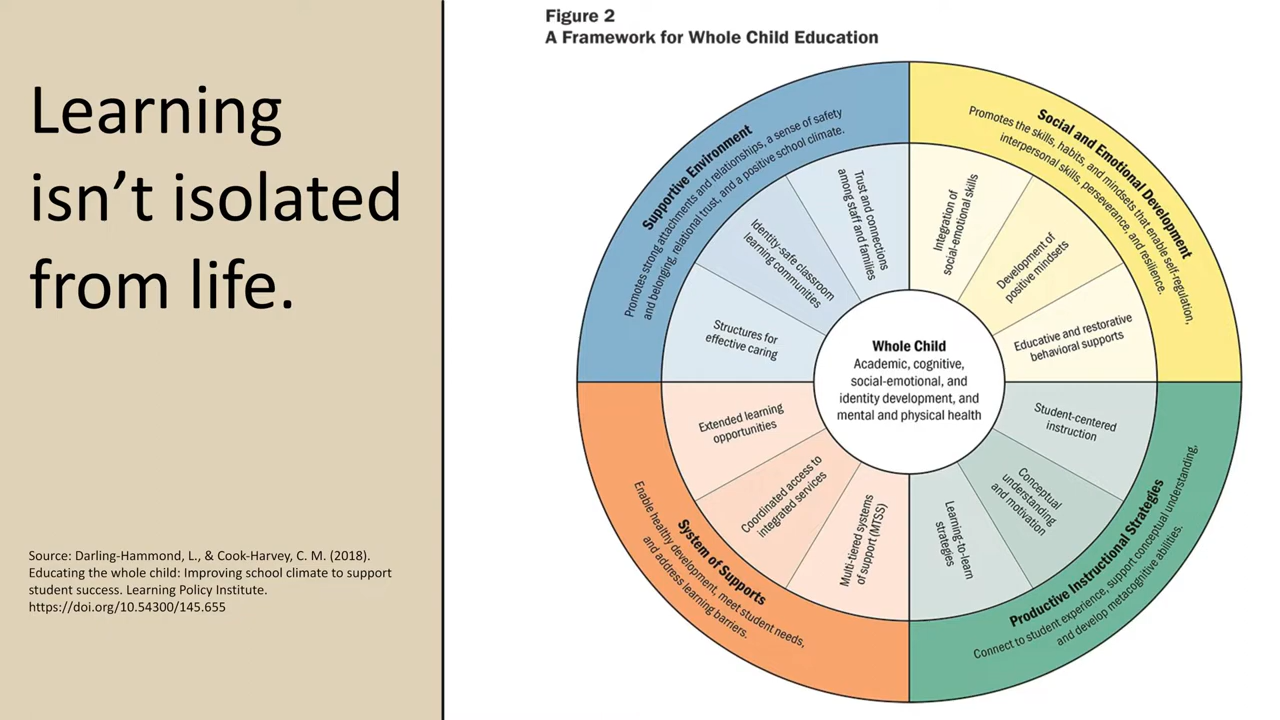 Learning
isn’t isolated
from life.
Source: Darling-Hammond, L., & Cook-Harvey, C. M. (2018).
Educating the whole child: Improving school climate to support
student success. Learning Policy Institute.
https://doi.org/10.54300/145.655
Figure 2
A Framework for Whole Child Education
Supportive Environment
Promotes strong attachments and relationships, a sense of safety
and belonging, relational trust, and a positive school climate.
Structures for
effective caring
Identity-safe classroom
learning communities
Trust and connections
among staff and families
Social and Emotional Development
Promotes the skills, habits, and mindsets that enable self-regulation,
interpersonal skills, perseverance, and resilience.
Integration of
social-emotional skills
Development of
positive mindsets
Educative and restorative
behavioral supports
Whole Child
Academic, cognitive,
social-emotional, and
identity development, and
mental and physical health
Student-centered
instruction
Conceptual
understanding
and motivation
Learning-to-learn
strategies
Productive Instructional Strategies
Connect to student experience, support conceptual understanding,
and develop metacognitive abilities.
Extended learning
opportunities
Coordinated access to
integrated services
Multi-tiered systems
of support (MTSS)
System of Supports
Enable healthy development, meet student needs,
and address learning barriers.